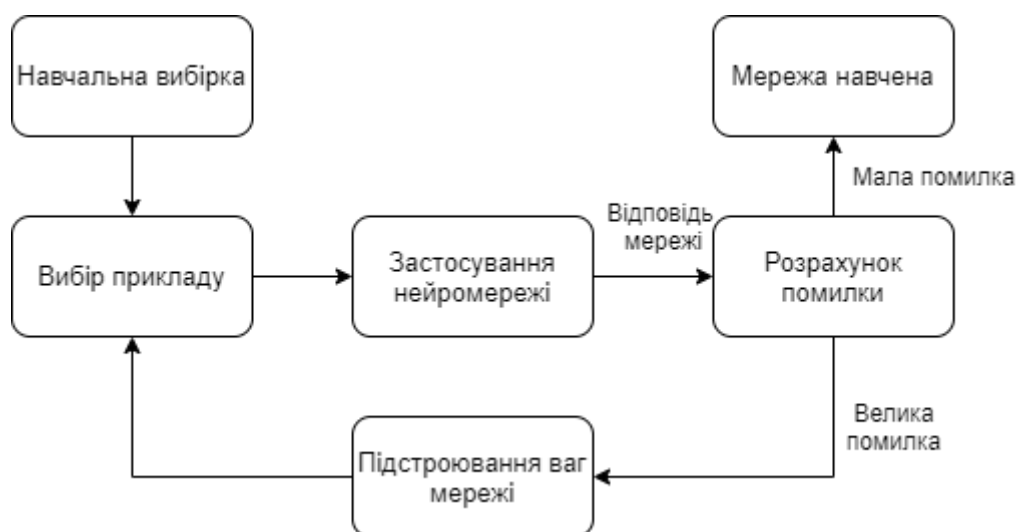 Навчальна вибірка
Мережа навчена
Мала помилка
Вибір прикладу
Застосування
нейромережі
Відповідь
мережі
Розрахунок
помилки
Велика
помилка
Підстроювання ваг
мережі